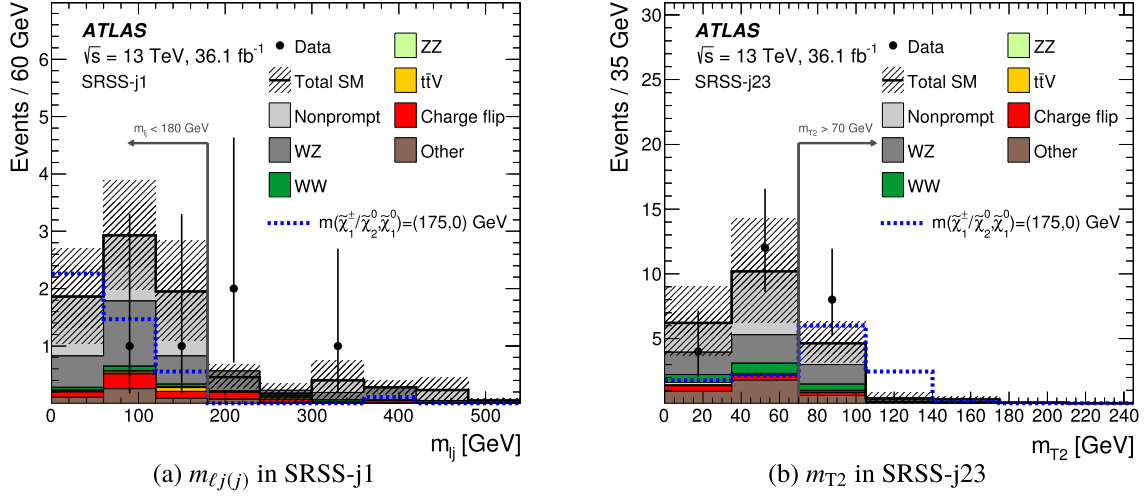 ATLAS
√s = 13 TeV, 36.1 fb⁻¹
SRSS-j1
Data
Total SM
Nonprompt
WZ
WW
ZZ
tt̄V
Charge flip
Other
m(χ̃₁±/χ̃₂⁰,χ̃₁⁰)=(175,0) GeV
m_lj < 180 GeV
Events / 60 GeV
6
5
4
3
2
1
0 100 200 300 400 500
m_lj [GeV]
(a) m_ℓj(j) in SRSS-j1
ATLAS
√s = 13 TeV, 36.1 fb⁻¹
SRSS-j23
Data
Total SM
Nonprompt
WZ
WW
ZZ
tt̄V
Charge flip
Other
m(χ̃₁±/χ̃₂⁰,χ̃₁⁰)=(175,0) GeV
m_T2 > 70 GeV
Events / 35 GeV
30
25
20
15
10
5
0
0 20 40 60 80 100 120 140 160 180 200 220 240
m_T2 [GeV]
(b) m_T2 in SRSS-j23